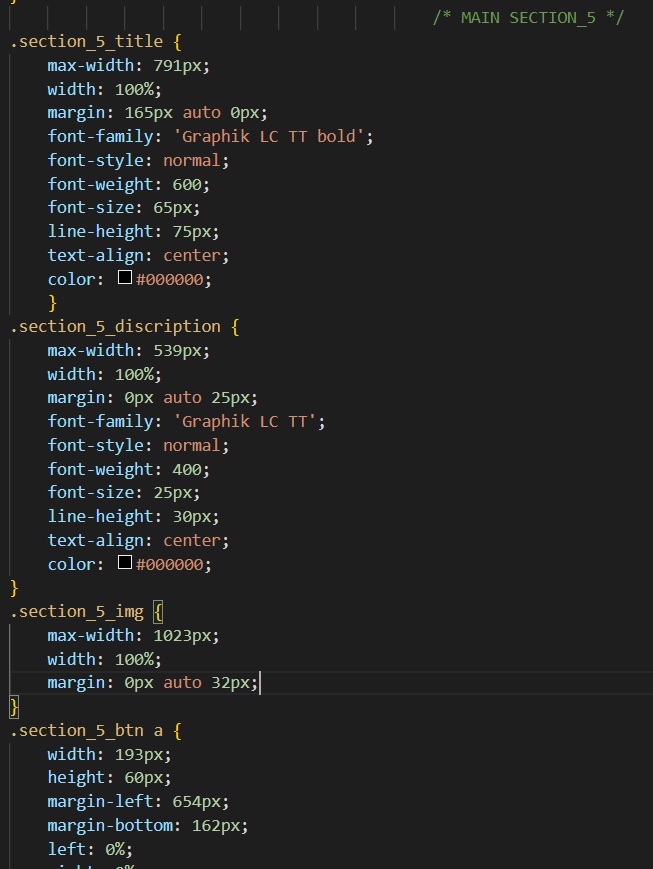 }
/* MAIN SECTION_5 */
.section_5_title {
max-width: 791px;
width: 100%;
margin: 165px auto 0px;
font-family: 'Graphik LC TT bold';
font-style: normal;
font-weight: 600;
font-size: 65px;
line-height: 75px;
text-align: center;
color: #000000;
}
.section_5_discription {
max-width: 539px;
width: 100%;
margin: 0px auto 25px;
font-family: 'Graphik LC TT';
font-style: normal;
font-weight: 400;
font-size: 25px;
line-height: 30px;
text-align: center;
color: #000000;
}
.section_5_img {
max-width: 1023px;
width: 100%;
margin: 0px auto 32px;
}
.section_5_btn a {
width: 193px;
height: 60px;
margin-left: 654px;
margin-bottom: 162px;
left: 0%;